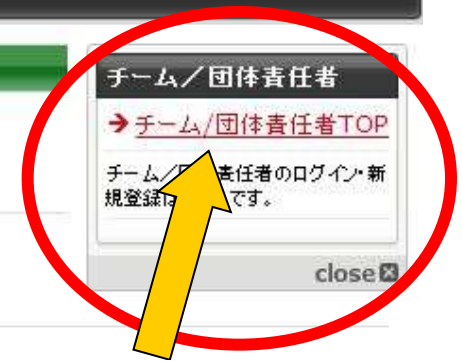 チーム／団体責任者
チーム/団体責任者TOP
チーム／団 責任者のログイン・新
規登録は です。
close